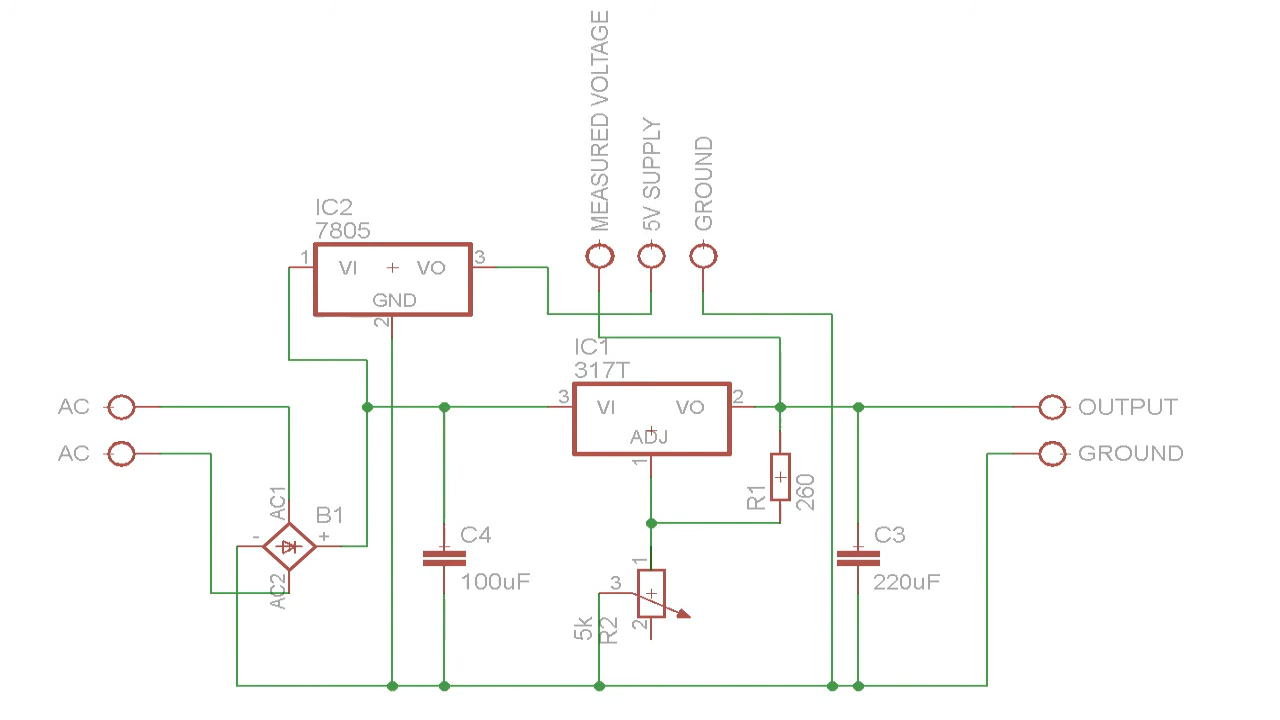 MEASURED VOLTAGE
5V SUPPLY
GROUND
IC2
7805
1
VI
VO
3
GND
2
IC1
317T
AC
3
VI
VO
2
OUTPUT
ADJ
AC
1
GROUND
R1
260
AC1
B1
-
+
AC2
C4
100uF
1
3
5k
R2
2
C3
220uF